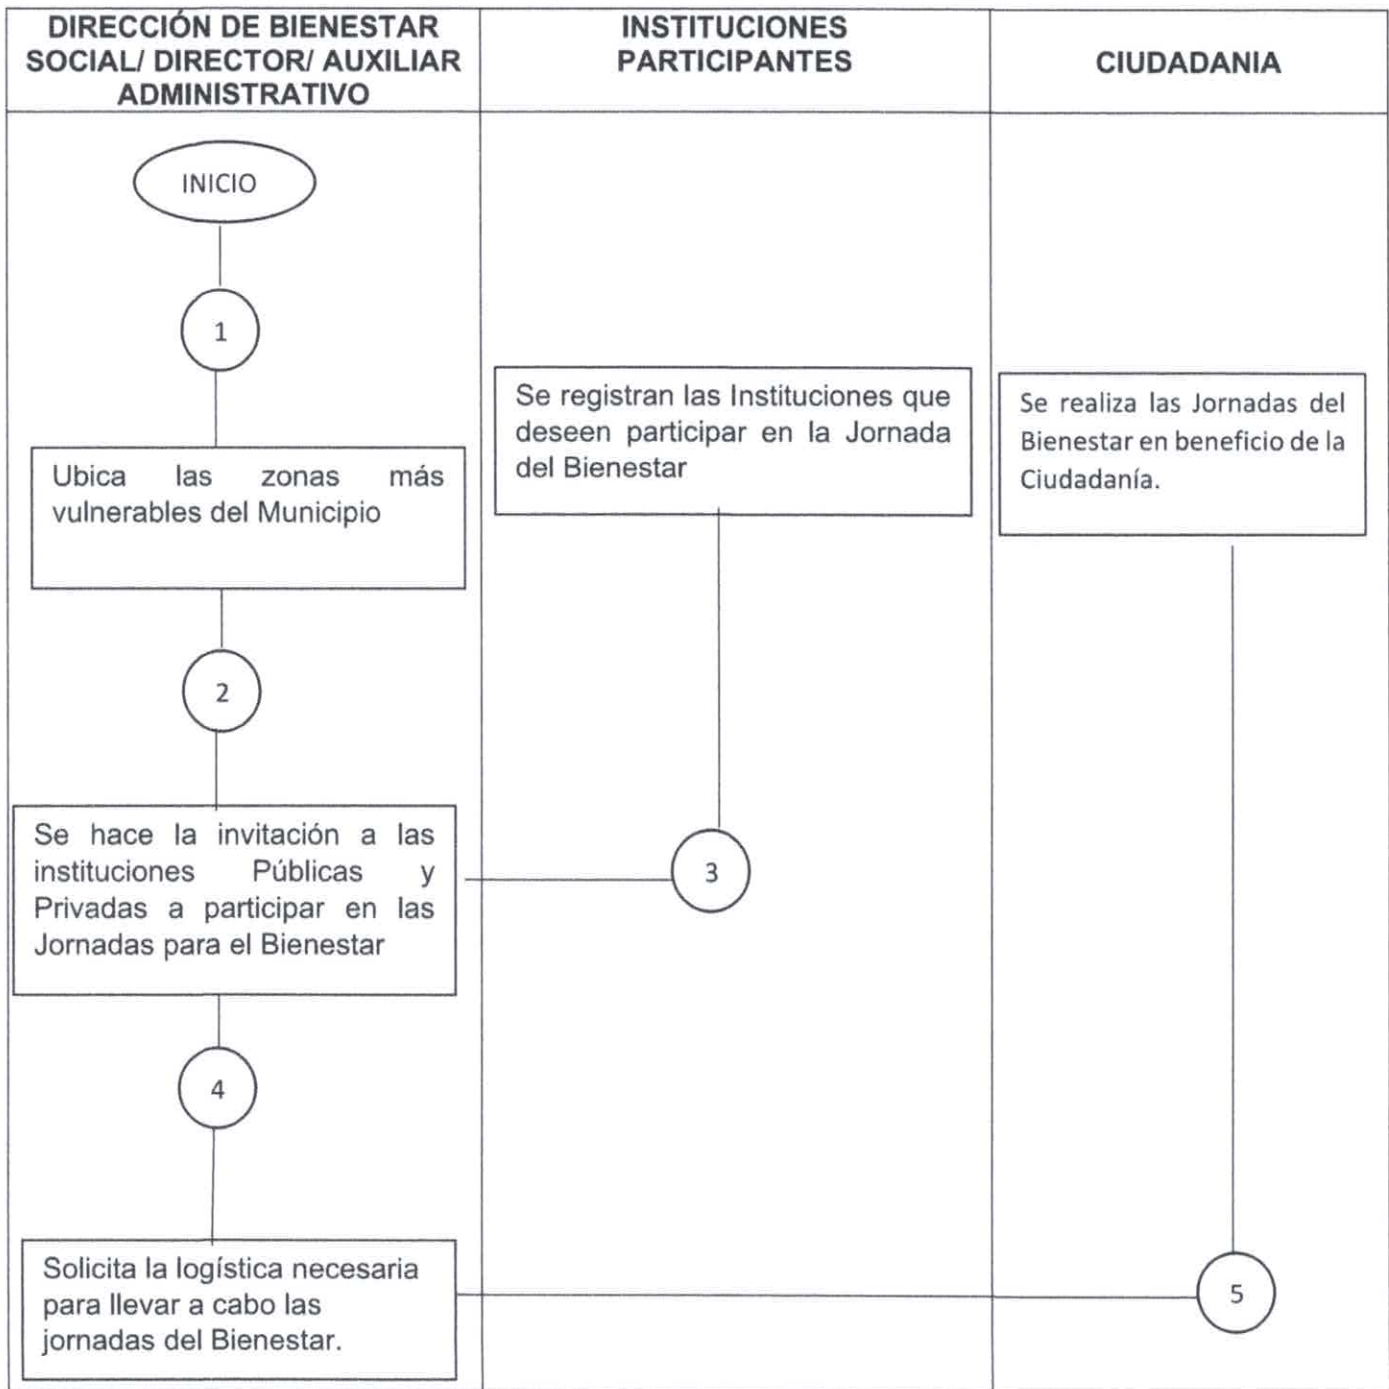 DIRECCIÓN DE BIENESTAR
SOCIAL/ DIRECTOR/ AUXILIAR
ADMINISTRATIVO
INSTITUCIONES
PARTICIPANTES
CIUDADANIA
INICIO
1
Ubica las zonas más
vulnerables del Municipio
2
Se hace la invitación a las
instituciones Públicas y
Privadas a participar en las
Jornadas para el Bienestar
Se registran las Instituciones que
deseen participar en la Jornada
del Bienestar
3
4
Solicita la logística necesaria
para llevar a cabo las
jornadas del Bienestar.
Se realiza las Jornadas del
Bienestar en beneficio de la
Ciudadanía.
5